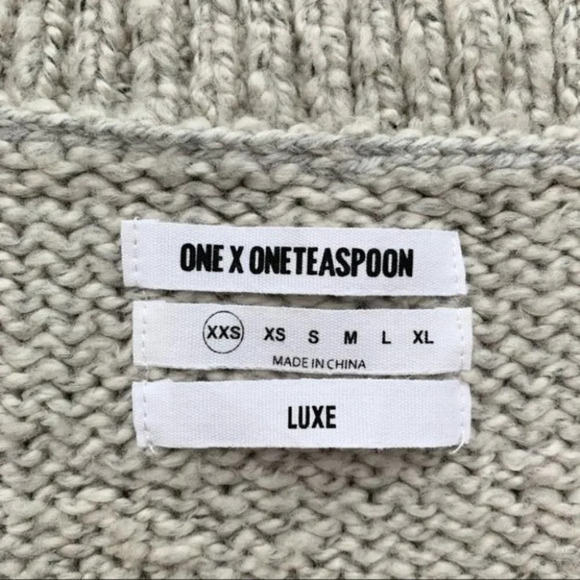 ONE X ONETEASPOON
XXS XS S M L XL
MADE IN CHINA
LUXE